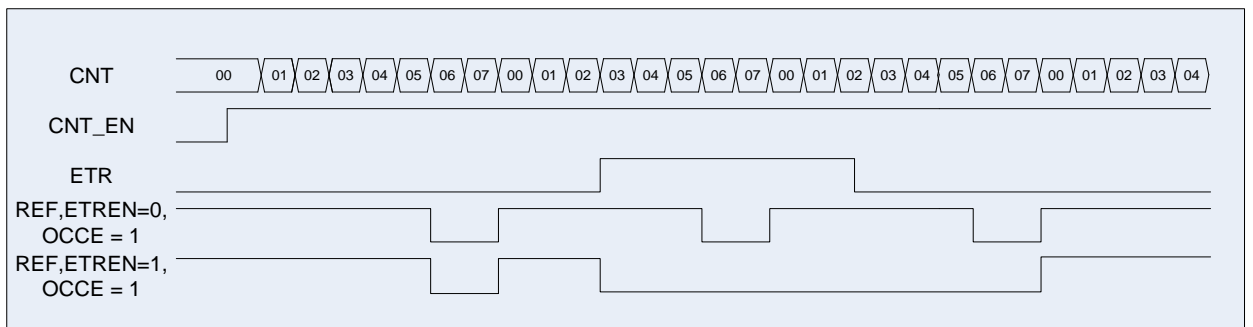 CNT 00 01 02 03 04 05 06 07 00 01 02 03 04 05 06 07 00 01 02 03 04 05 06 07 00 01 02 03 04
CNT_EN
ETR
REF,ETREN=0,
OCCE = 1
REF,ETREN=1,
OCCE = 1